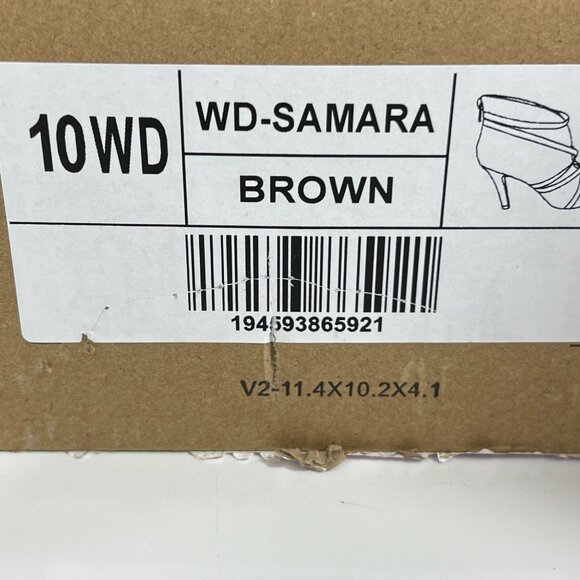 10WD
WD-SAMARA
BROWN
194593865921
V2-11.4X10.2X4.1